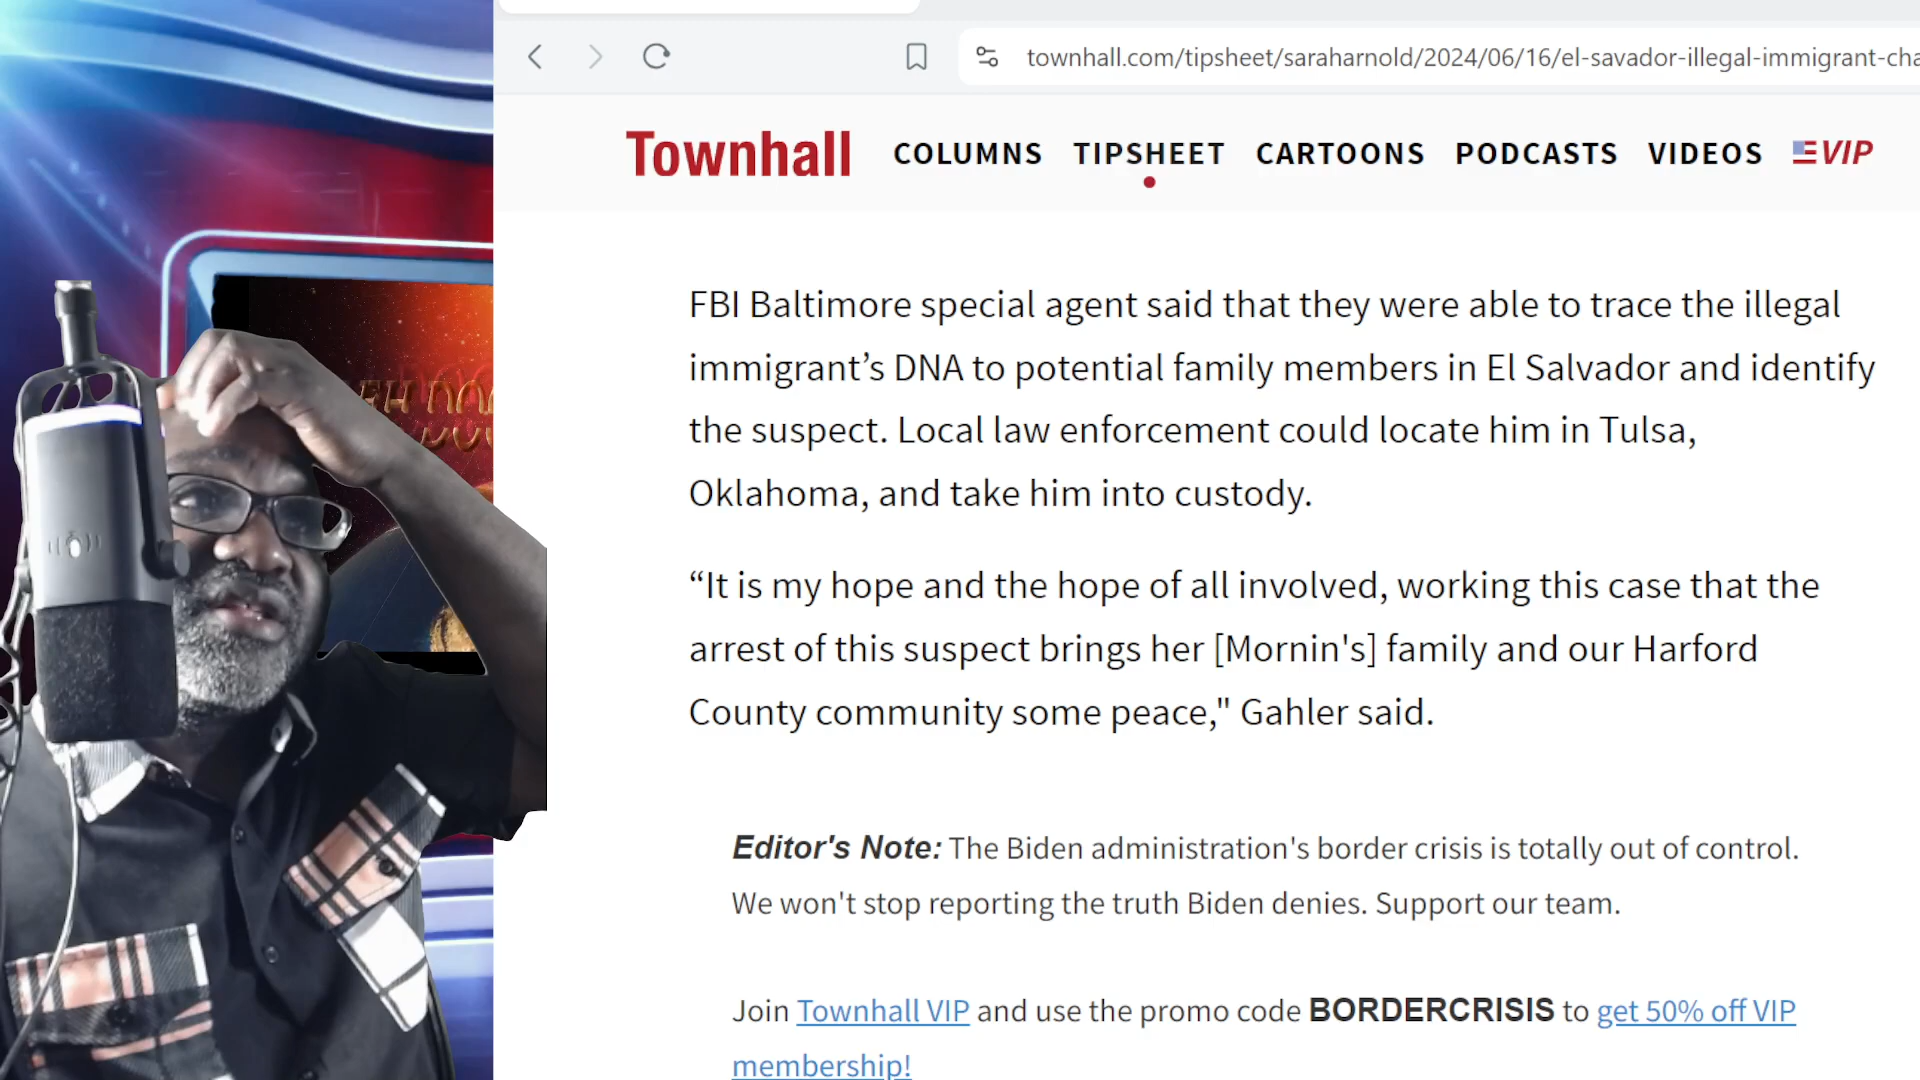 townhall.com/tipsheet/saraharnold/2024/06/16/el-savador-illegal-immigrant-cha
Townhall COLUMNS TIPSHEET CARTOONS PODCASTS VIDEOS VIP
FBI Baltimore special agent said that they were able to trace the illegal
immigrant’s DNA to potential family members in El Salvador and identify
the suspect. Local law enforcement could locate him in Tulsa,
Oklahoma, and take him into custody.
“It is my hope and the hope of all involved, working this case that the
arrest of this suspect brings her [Mornin's] family and our Harford
County community some peace," Gahler said.
Editor's Note: The Biden administration's border crisis is totally out of control.
We won't stop reporting the truth Biden denies. Support our team.
Join Townhall VIP and use the promo code BORDERCRISIS to get 50% off VIP
membership!